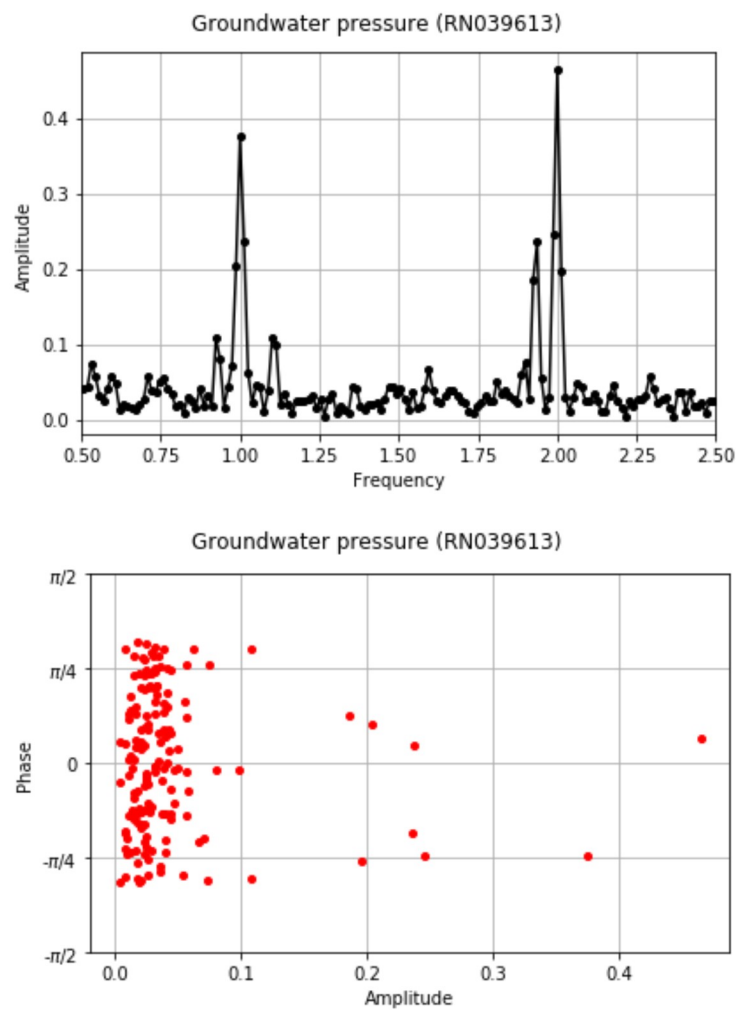 Groundwater pressure (RN039613)
0.4
0.3
0.2
0.1
0.0
Amplitude
0.50 0.75 1.00 1.25 1.50 1.75 2.00 2.25 2.50
Frequency
Groundwater pressure (RN039613)
π/2
π/4
0
-π/4
-π/2
Phase
0.0 0.1 0.2 0.3 0.4
Amplitude